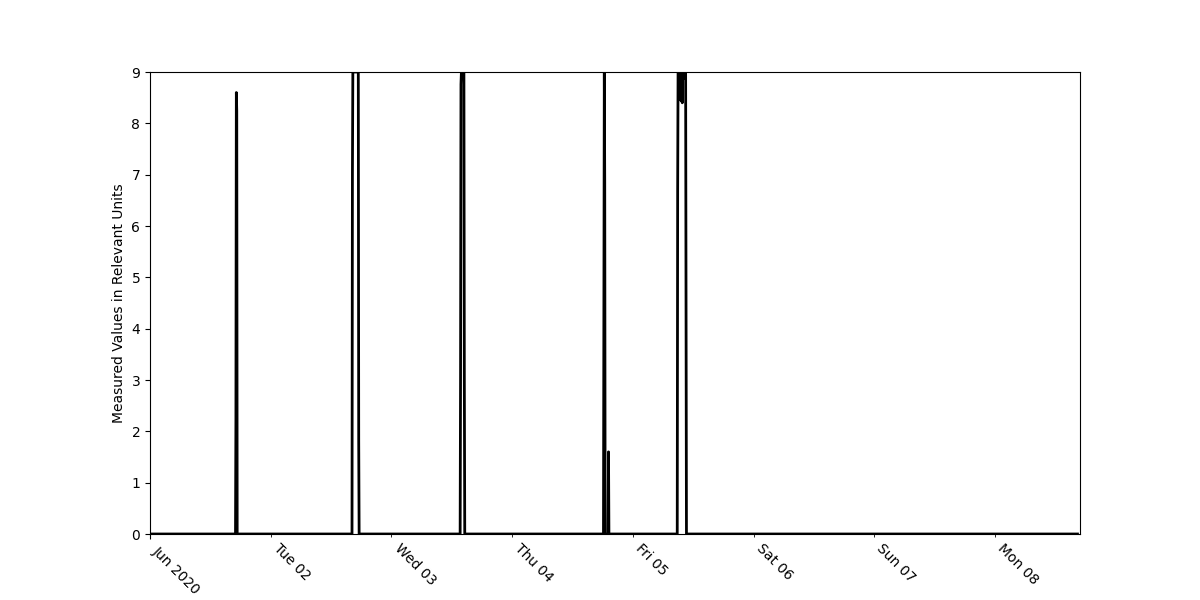 Measured Values in Relevant Units
9
8
7
6
5
4
3
2
1
0
Jun 2020
Tue 02
Wed 03
Thu 04
Fri 05
Sat 06
Sun 07
Mon 08